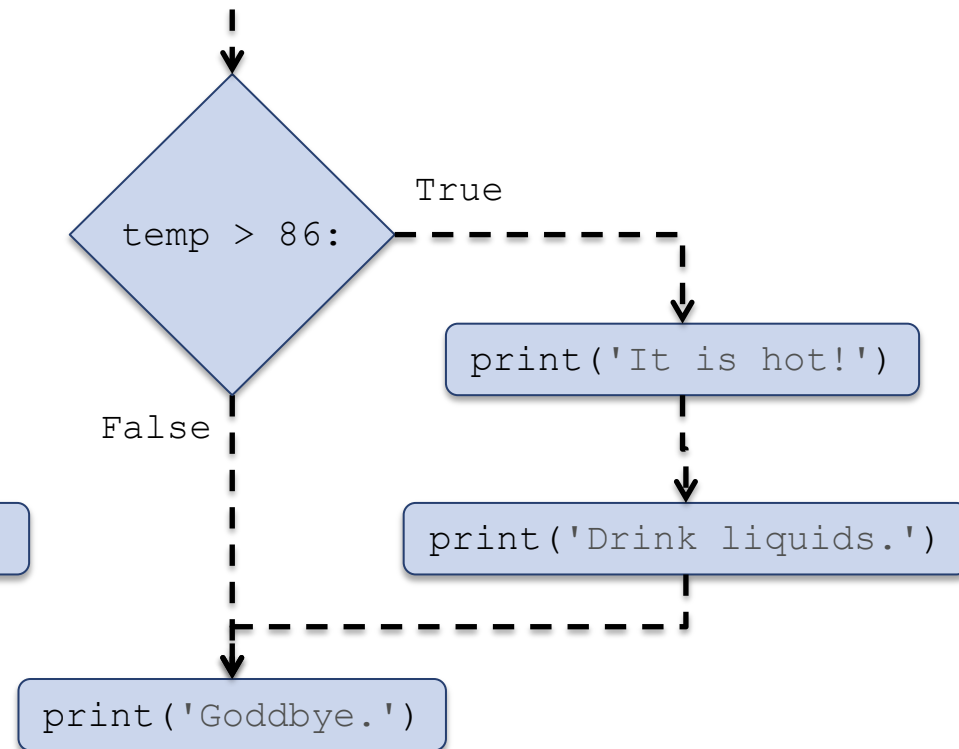 True
temp > 86:
print('It is hot!')
False
print('Drink liquids.')
print('Goddbye.')